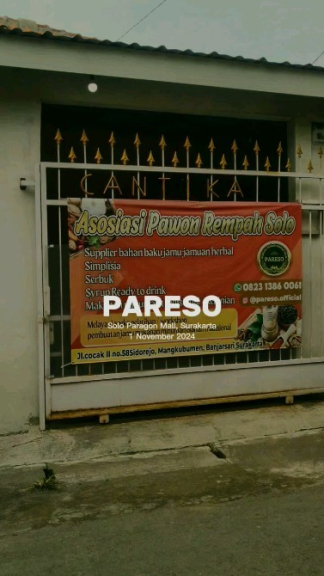 CANTIKA
Asosiasi Pawon Rempah Solo
Supplier bahan baku jamu-jamuan herbal
Simplisia
Serbuk
Syrup Ready to drink
PARESO
0823 1386 0061
@pareso.official
PARESO
Solo Paragon Mall, Surakarta
1 November 2024
Jl.cocak II no.58Sidorejo, Mangkubumen, Banjarsari Surakarta